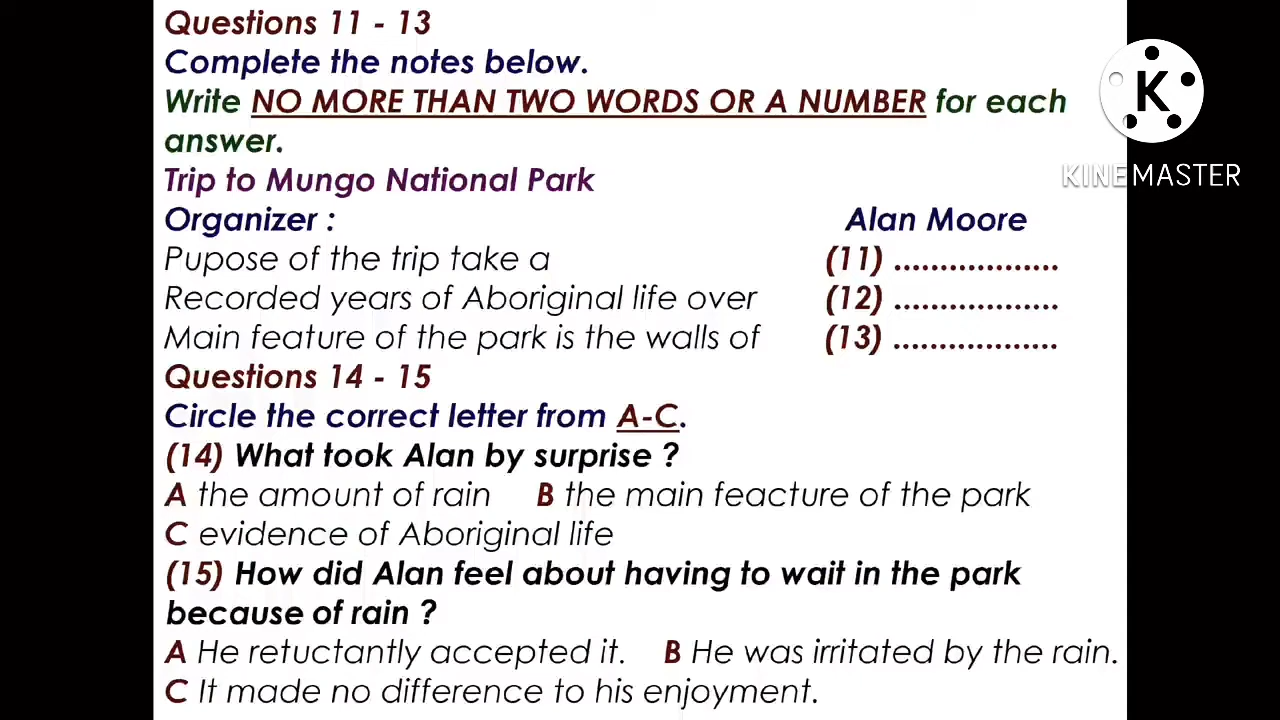 Questions 11 - 13
Complete the notes below.
Write NO MORE THAN TWO WORDS OR A NUMBER for each
answer.
Trip to Mungo National Park
Organizer : Alan Moore
Pupose of the trip take a (11) ..................
Recorded years of Aboriginal life over (12) ..................
Main feature of the park is the walls of (13) ..................
Questions 14 - 15
Circle the correct letter from A-C.
(14) What took Alan by surprise ?
A the amount of rain B the main feacture of the park
C evidence of Aboriginal life
(15) How did Alan feel about having to wait in the park
because of rain ?
A He retuctantly accepted it. B He was irritated by the rain.
C It made no difference to his enjoyment.
K
KINEMASTER